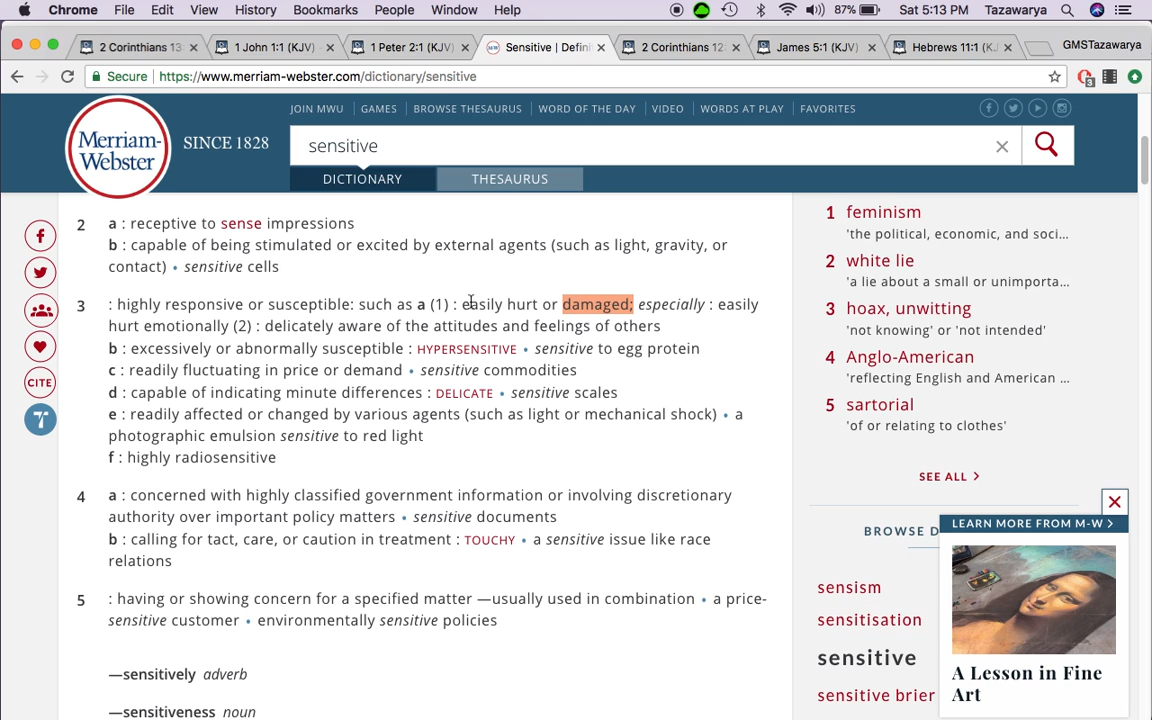 Chrome File Edit View History Bookmarks People Window Help 87% Sat 5:13 PM Tazawarya
2 Corinthians 13 × 1 John 1:1 (KJV) × 1 Peter 2:1 (KJV) × Sensitive | Defini × 2 Corinthians 12: × James 5:1 (KJV) × Hebrews 11:1 (KJ × GMSTazawarya
Secure https://www.merriam-webster.com/dictionary/sensitive 3
JOIN MWU GAMES BROWSE THESAURUS WORD OF THE DAY VIDEO WORDS AT PLAY FAVORITES
Merriam-
Webster
SINCE 1828
sensitive ×
DICTIONARY THESAURUS
2 a : receptive to sense impressions
b : capable of being stimulated or excited by external agents (such as light, gravity, or
contact) • sensitive cells
3 : highly responsive or susceptible: such as a (1) : easily hurt or damaged; especially : easily
hurt emotionally (2) : delicately aware of the attitudes and feelings of others
b : excessively or abnormally susceptible : HYPERSENSITIVE • sensitive to egg protein
c : readily fluctuating in price or demand • sensitive commodities
d : capable of indicating minute differences : DELICATE • sensitive scales
e : readily affected or changed by various agents (such as light or mechanical shock) • a
photographic emulsion sensitive to red light
f : highly radiosensitive
4 a : concerned with highly classified government information or involving discretionary
authority over important policy matters • sensitive documents
b : calling for tact, care, or caution in treatment : TOUCHY • a sensitive issue like race
relations
5 : having or showing concern for a specified matter —usually used in combination • a price-
sensitive customer • environmentally sensitive policies
—sensitively adverb
—sensitiveness noun
CITE
1 feminism
'the political, economic, and soci…
2 white lie
'a lie about a small or unimporta…
3 hoax, unwitting
'not knowing' or 'not intended'
4 Anglo-American
'reflecting English and American …
5 sartorial
'of or relating to clothes'
SEE ALL >
BROWSE D
sensism
sensitisation
sensitive
sensitive brier
×
LEARN MORE FROM M-W >
A Lesson in Fine
Art